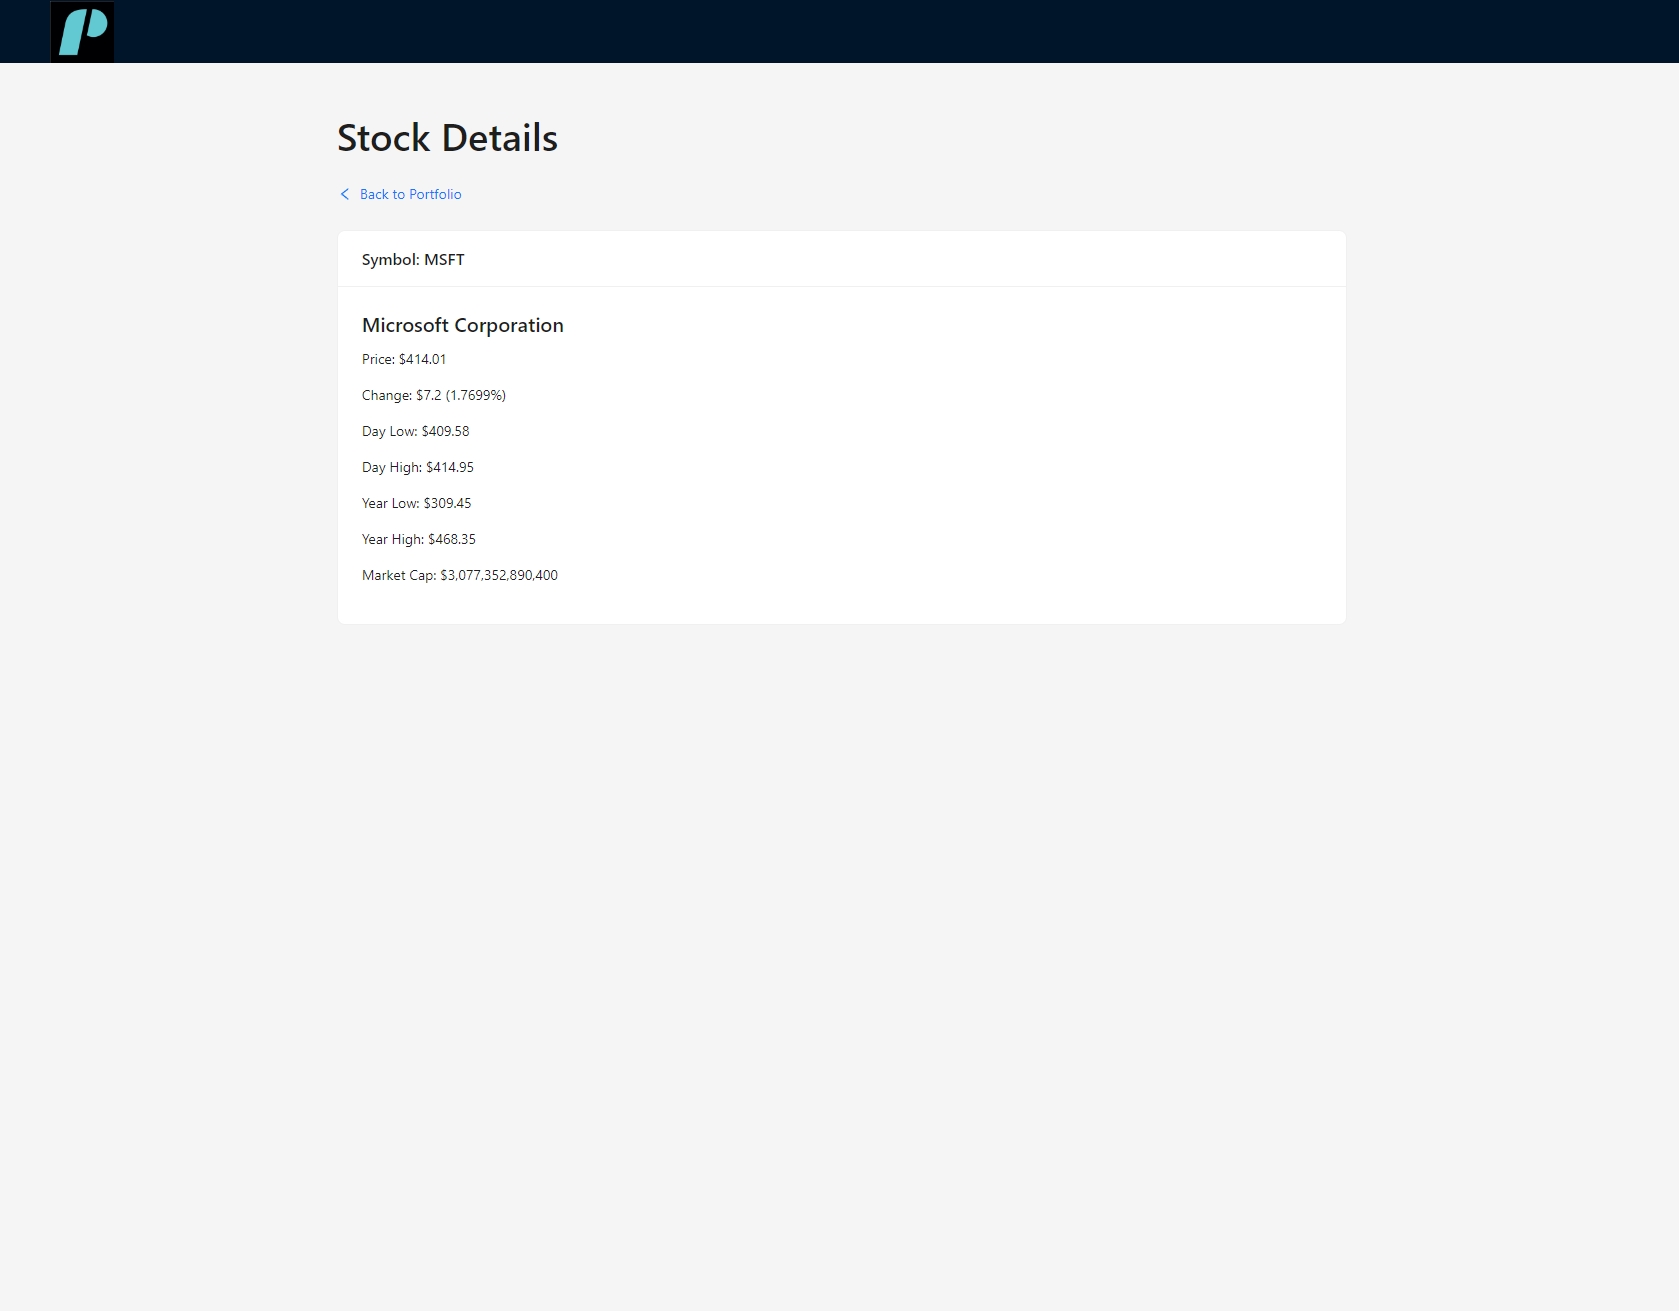 Stock Details
Back to Portfolio
Symbol: MSFT
Microsoft Corporation
Price: $414.01
Change: $7.2 (1.7699%)
Day Low: $409.58
Day High: $414.95
Year Low: $309.45
Year High: $468.35
Market Cap: $3,077,352,890,400